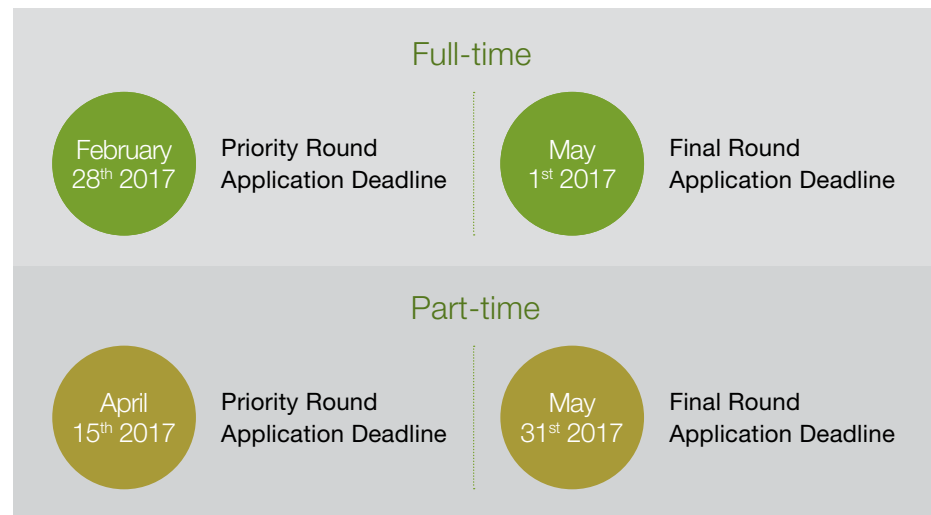 Full-time
February
28th 2017
Priority Round
Application Deadline
May
1st 2017
Final Round
Application Deadline
Part-time
April
15th 2017
Priority Round
Application Deadline
May
31st 2017
Final Round
Application Deadline